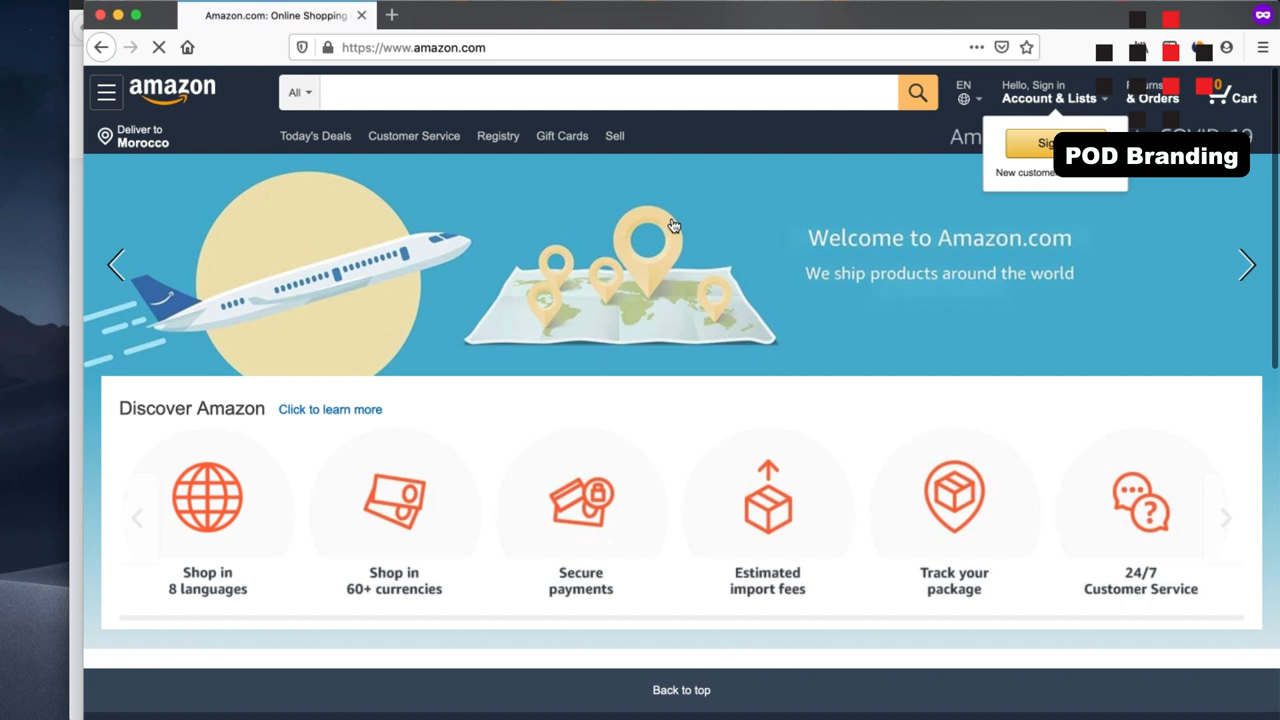 Amazon.com: Online Shopping
https://www.amazon.com
amazon
All
EN
Hello, Sign in
Account & Lists
& Orders
0
Cart
Deliver to
Morocco
Today's Deals
Customer Service
Registry
Gift Cards
Sell
POD Branding
Welcome to Amazon.com
We ship products around the world
Discover Amazon
Click to learn more
Shop in
8 languages
Shop in
60+ currencies
Secure
payments
Estimated
import fees
Track your
package
24/7
Customer Service
Back to top